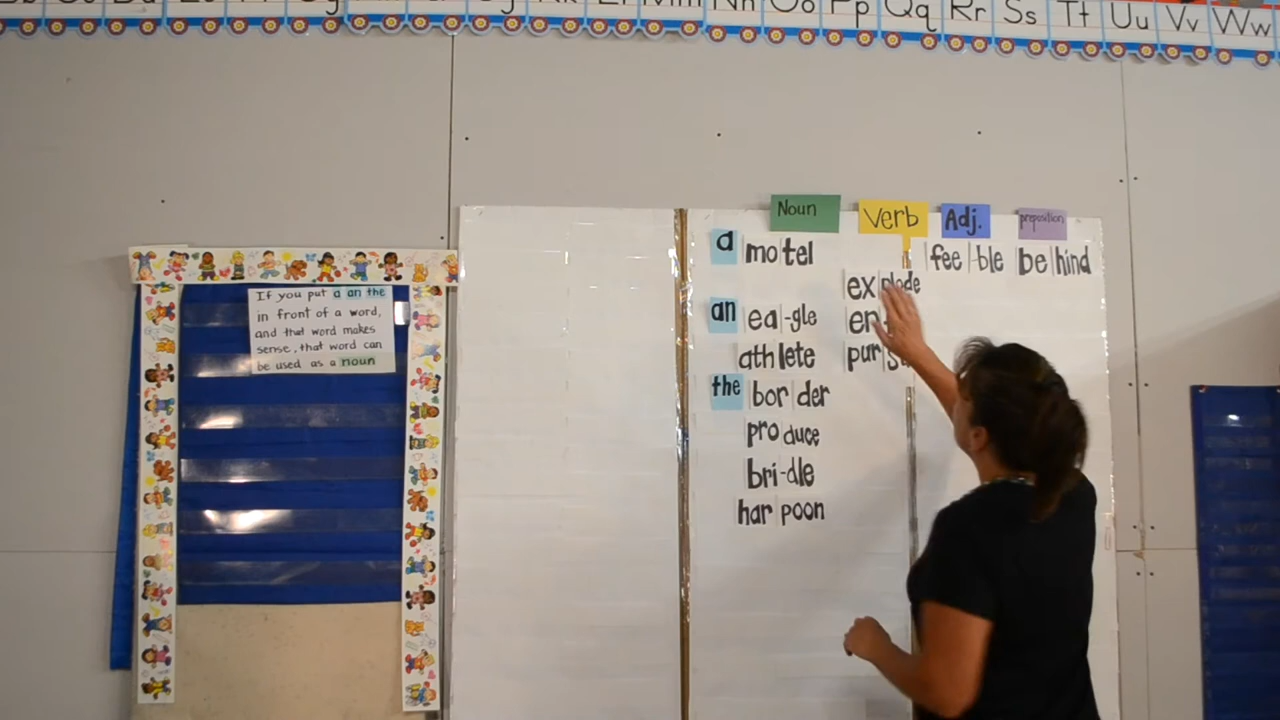 Nn Oo Pp Qq Rr Ss Tt Uu Vv Ww
Noun Verb Adj. preposition
a mo tel fee -ble be hind
ex plode
an ea -gle
ath lete pur
the bor der
pro duce
bri -dle
har poon
If you put a an the
in front of a word,
and that word makes
sense, that word can
be used as a noun